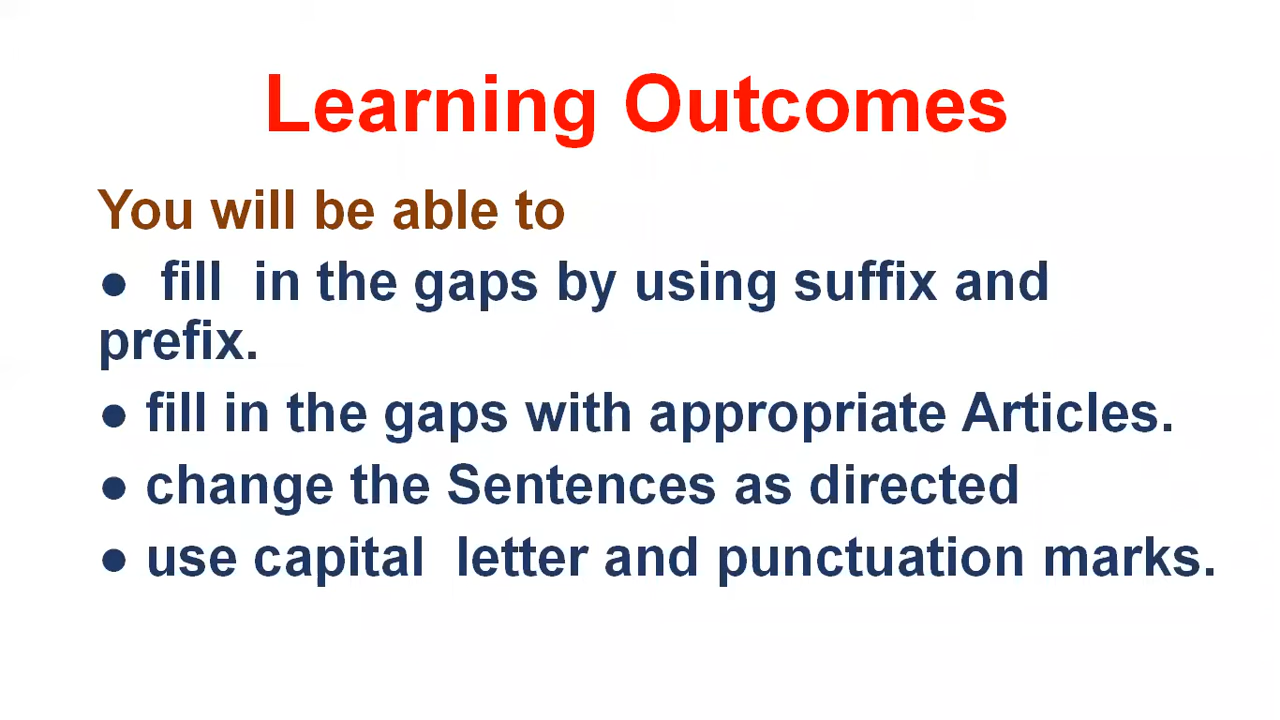 Learning Outcomes
You will be able to
●  fill  in the gaps by using suffix and
prefix.
● fill in the gaps with appropriate Articles.
● change the Sentences as directed
● use capital  letter and punctuation marks.